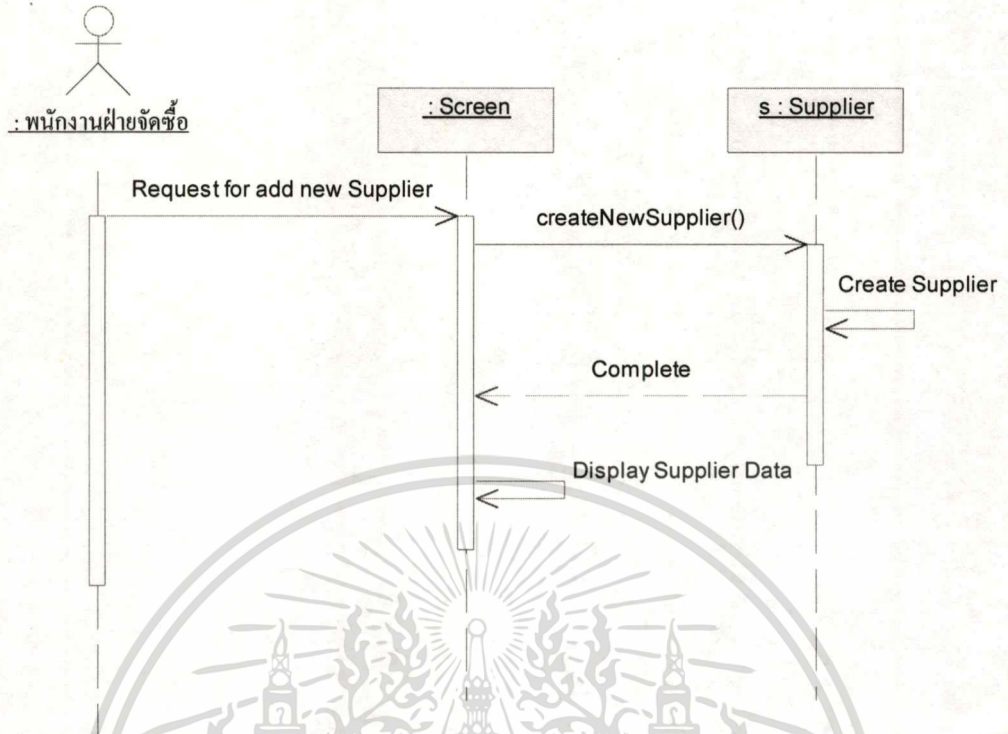 : พนักงานฝ่ายจัดซื้อ
: Screen
s : Supplier
Request for add new Supplier
createNewSupplier()
Create Supplier
Complete
Display Supplier Data